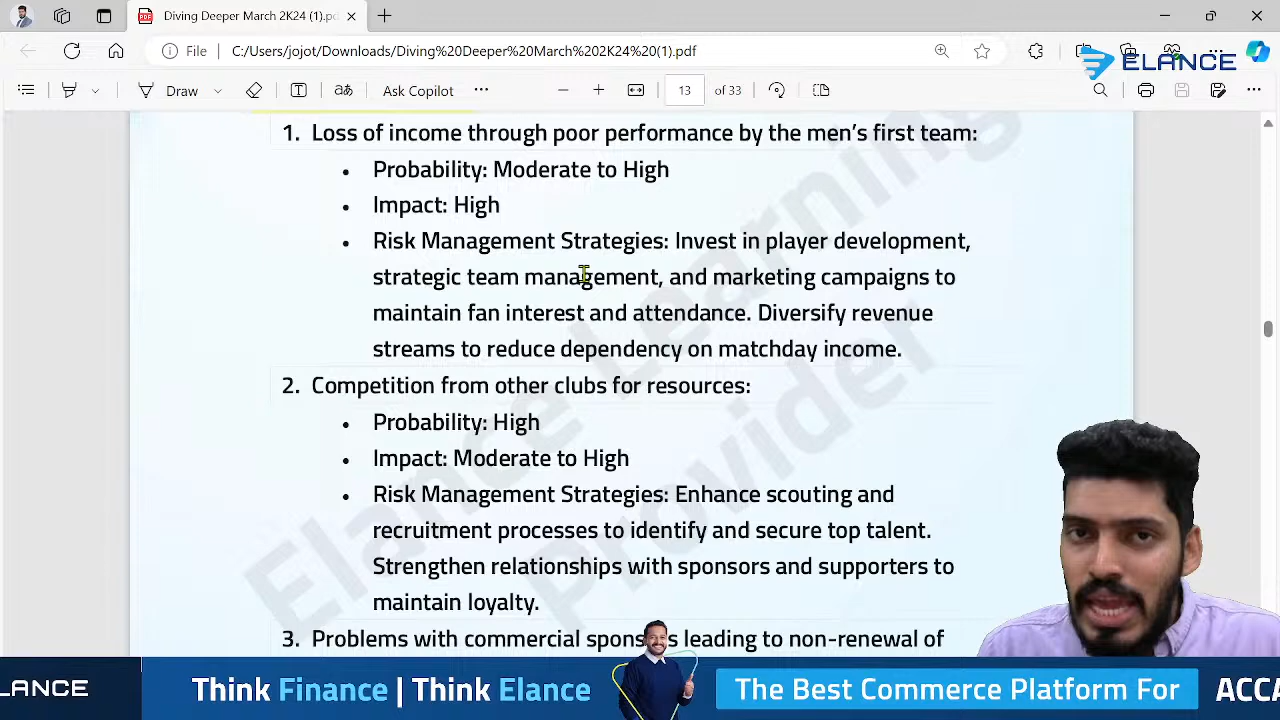 Diving Deeper March 2K24 (1).pd
File
C:/Users/jojot/Downloads/Diving%20Deeper%20March%202K24%20(1).pdf
ELANCE
Draw
aあ
Ask Copilot
13
of 33
1. Loss of income through poor performance by the men's first team:
• Probability: Moderate to High
• Impact: High
• Risk Management Strategies: Invest in player development,
strategic team management, and marketing campaigns to
maintain fan interest and attendance. Diversify revenue
streams to reduce dependency on matchday income.
2. Competition from other clubs for resources:
• Probability: High
• Impact: Moderate to High
• Risk Management Strategies: Enhance scouting and
recruitment processes to identify and secure top talent.
Strengthen relationships with sponsors and supporters to
maintain loyalty.
3. Problems with commercial leading to non-renewal of
Elance Learning
Provider
LANCE
Think Finance | Think Elance
The Best Commerce Platform For
ACCA